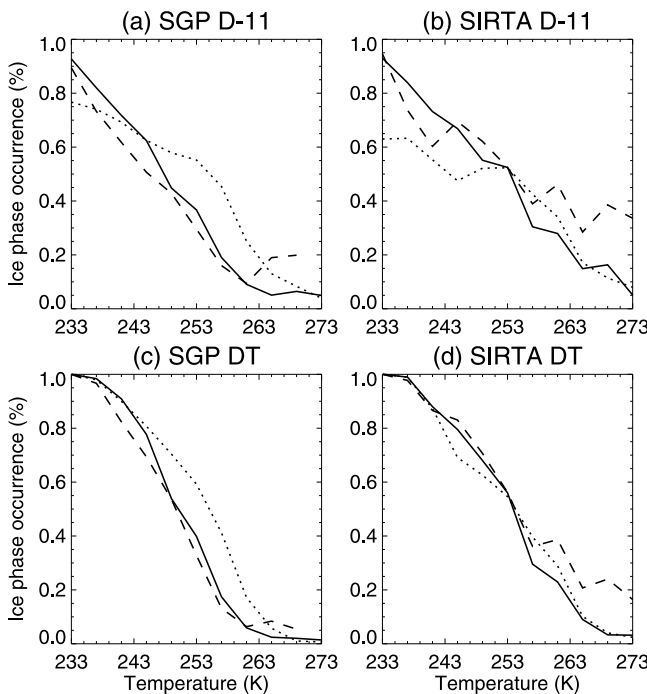 (a) SGP D-11
(b) SIRTA D-11
Ice phase occurrence (%)
1.0
0.8
0.6
0.4
0.2
0.0
233 243 253 263 273
1.0
0.8
0.6
0.4
0.2
0.0
233 243 253 263 273
(c) SGP DT
(d) SIRTA DT
Ice phase occurrence (%)
1.0
0.8
0.6
0.4
0.2
0.0
233 243 253 263 273
Temperature (K)
1.0
0.8
0.6
0.4
0.2
0.0
233 243 253 263 273
Temperature (K)